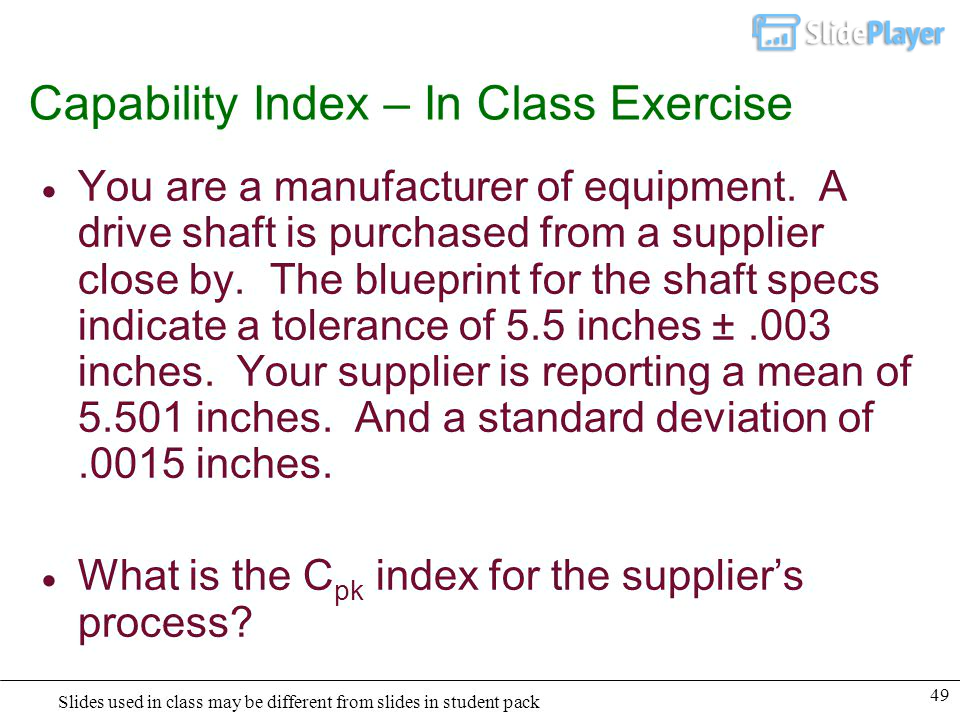 SlidePlayer
Capability Index – In Class Exercise
• You are a manufacturer of equipment.  A
drive shaft is purchased from a supplier
close by.  The blueprint for the shaft specs
indicate a tolerance of 5.5 inches ± .003
inches.  Your supplier is reporting a mean of
5.501 inches.  And a standard deviation of
.0015 inches.
• What is the Cpk index for the supplier’s
process?
Slides used in class may be different from slides in student pack
49